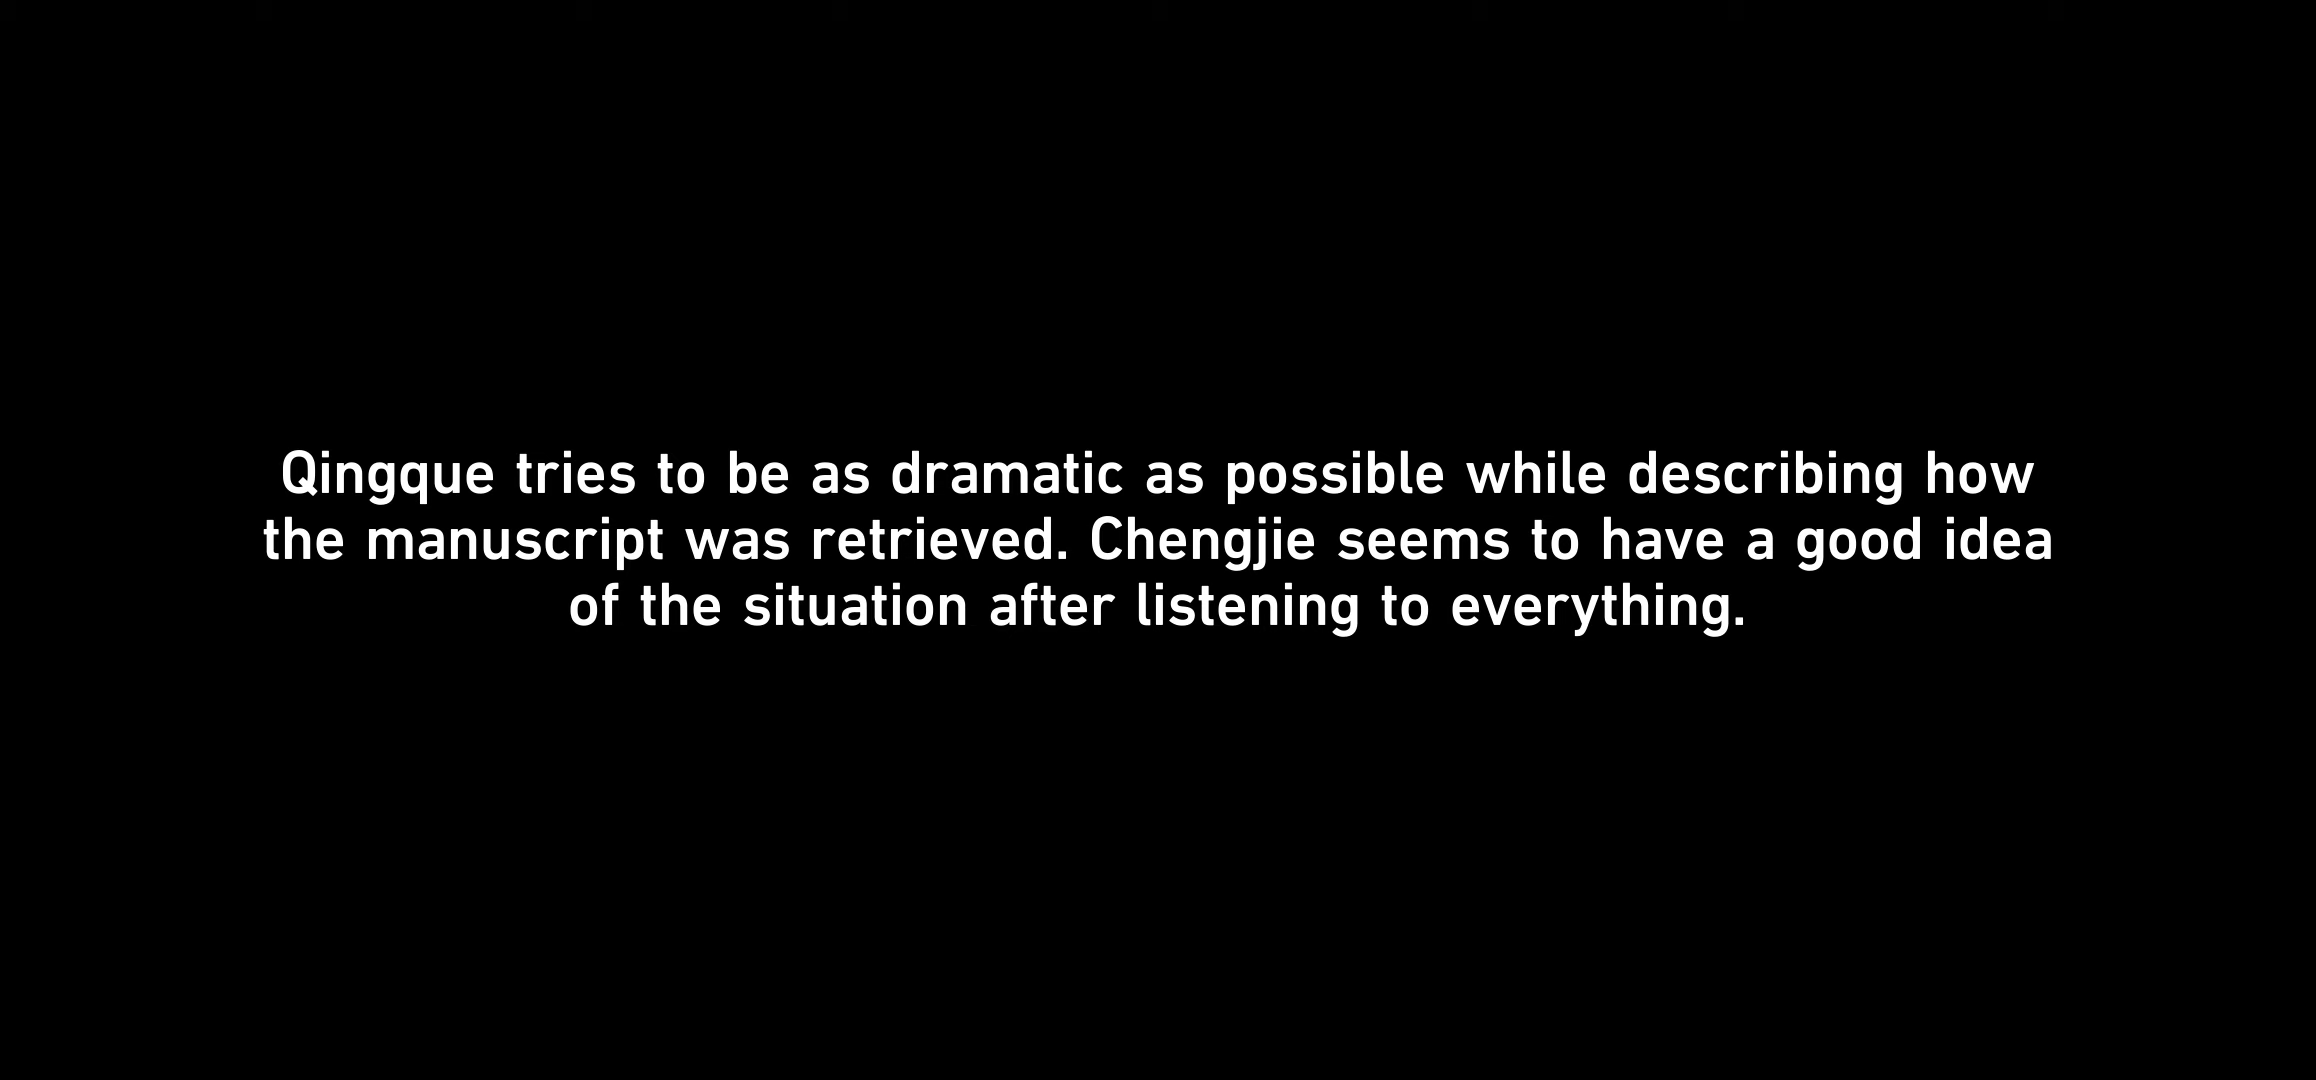 Qingque tries to be as dramatic as possible while describing how
the manuscript was retrieved. Chengjie seems to have a good idea
of the situation after listening to everything.